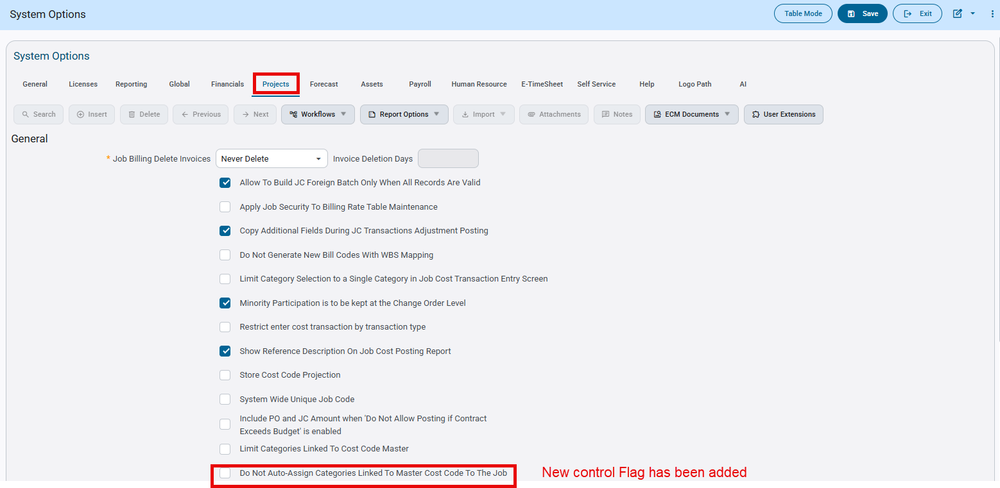 System Options
Table Mode
Save
Exit
System Options
General Licenses Reporting Global Financials Projects Forecast Assets Payroll Human Resource E-TimeSheet Self Service Help Logo Path AI
Search Insert Delete Previous Next Workflows Report Options Import Attachments Notes ECM Documents User Extensions
General
* Job Billing Delete Invoices Never Delete Invoice Deletion Days
Allow To Build JC Foreign Batch Only When All Records Are Valid
Apply Job Security To Billing Rate Table Maintenance
Copy Additional Fields During JC Transactions Adjustment Posting
Do Not Generate New Bill Codes With WBS Mapping
Limit Category Selection to a Single Category in Job Cost Transaction Entry Screen
Minority Participation is to be kept at the Change Order Level
Restrict enter cost transaction by transaction type
Show Reference Description On Job Cost Posting Report
Store Cost Code Projection
System Wide Unique Job Code
Include PO and JC Amount when 'Do Not Allow Posting if Contract
Exceeds Budget' is enabled
Limit Categories Linked To Cost Code Master
Do Not Auto-Assign Categories Linked To Master Cost Code To The Job
New control Flag has been added